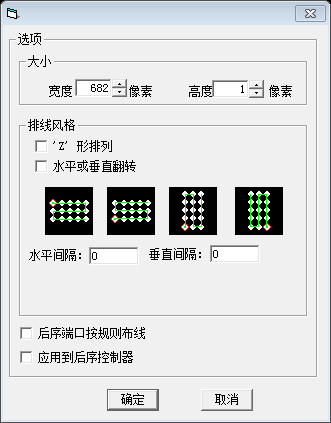 选项
大小
宽度 682 像素 高度 1 像素
排线风格
'Z' 形排列
水平或垂直翻转
水平间隔: 0 垂直间隔: 0
后序端口按规则布线
应用到后序控制器
确定 取消